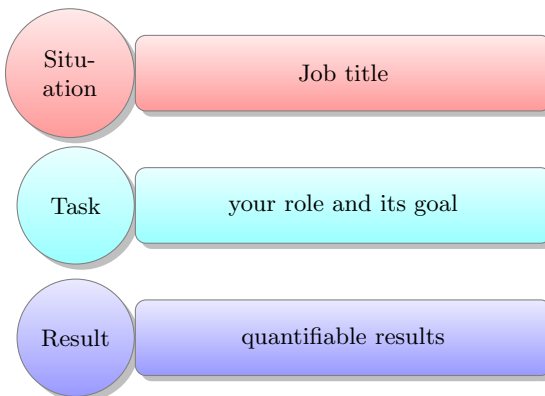 Situ-
ation
Job title
Task
your role and its goal
Result
quantifiable results